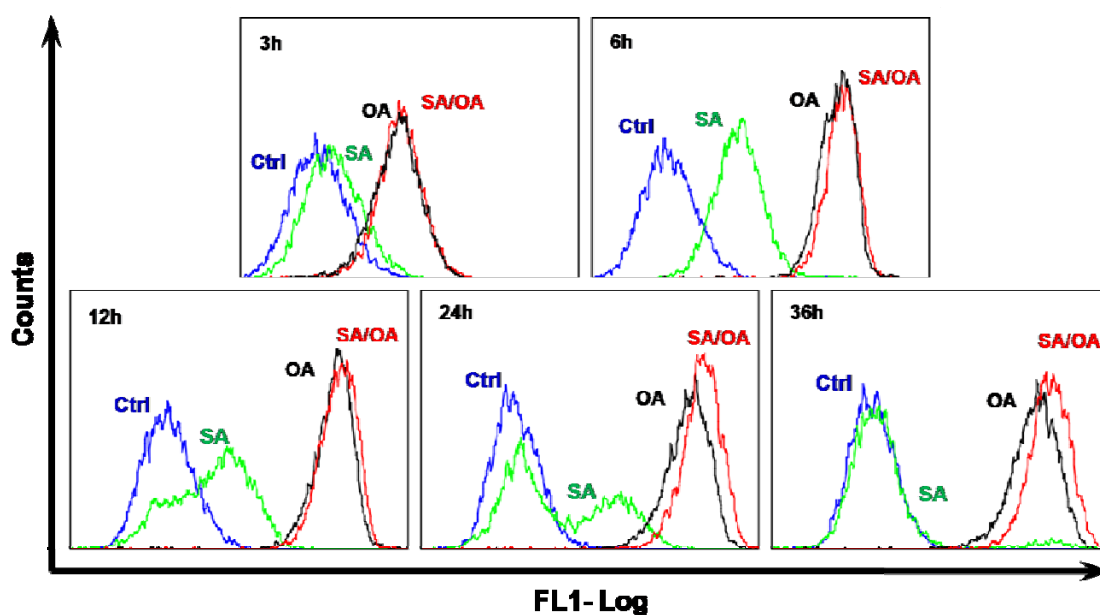 3h
6h
Ctrl
SA
OA
SA/OA
Ctrl
SA
OA
SA/OA
12h
24h
36h
Ctrl
SA
OA
SA/OA
Ctrl
SA
OA
SA/OA
Ctrl
SA
OA
SA/OA
Counts
FL1- Log